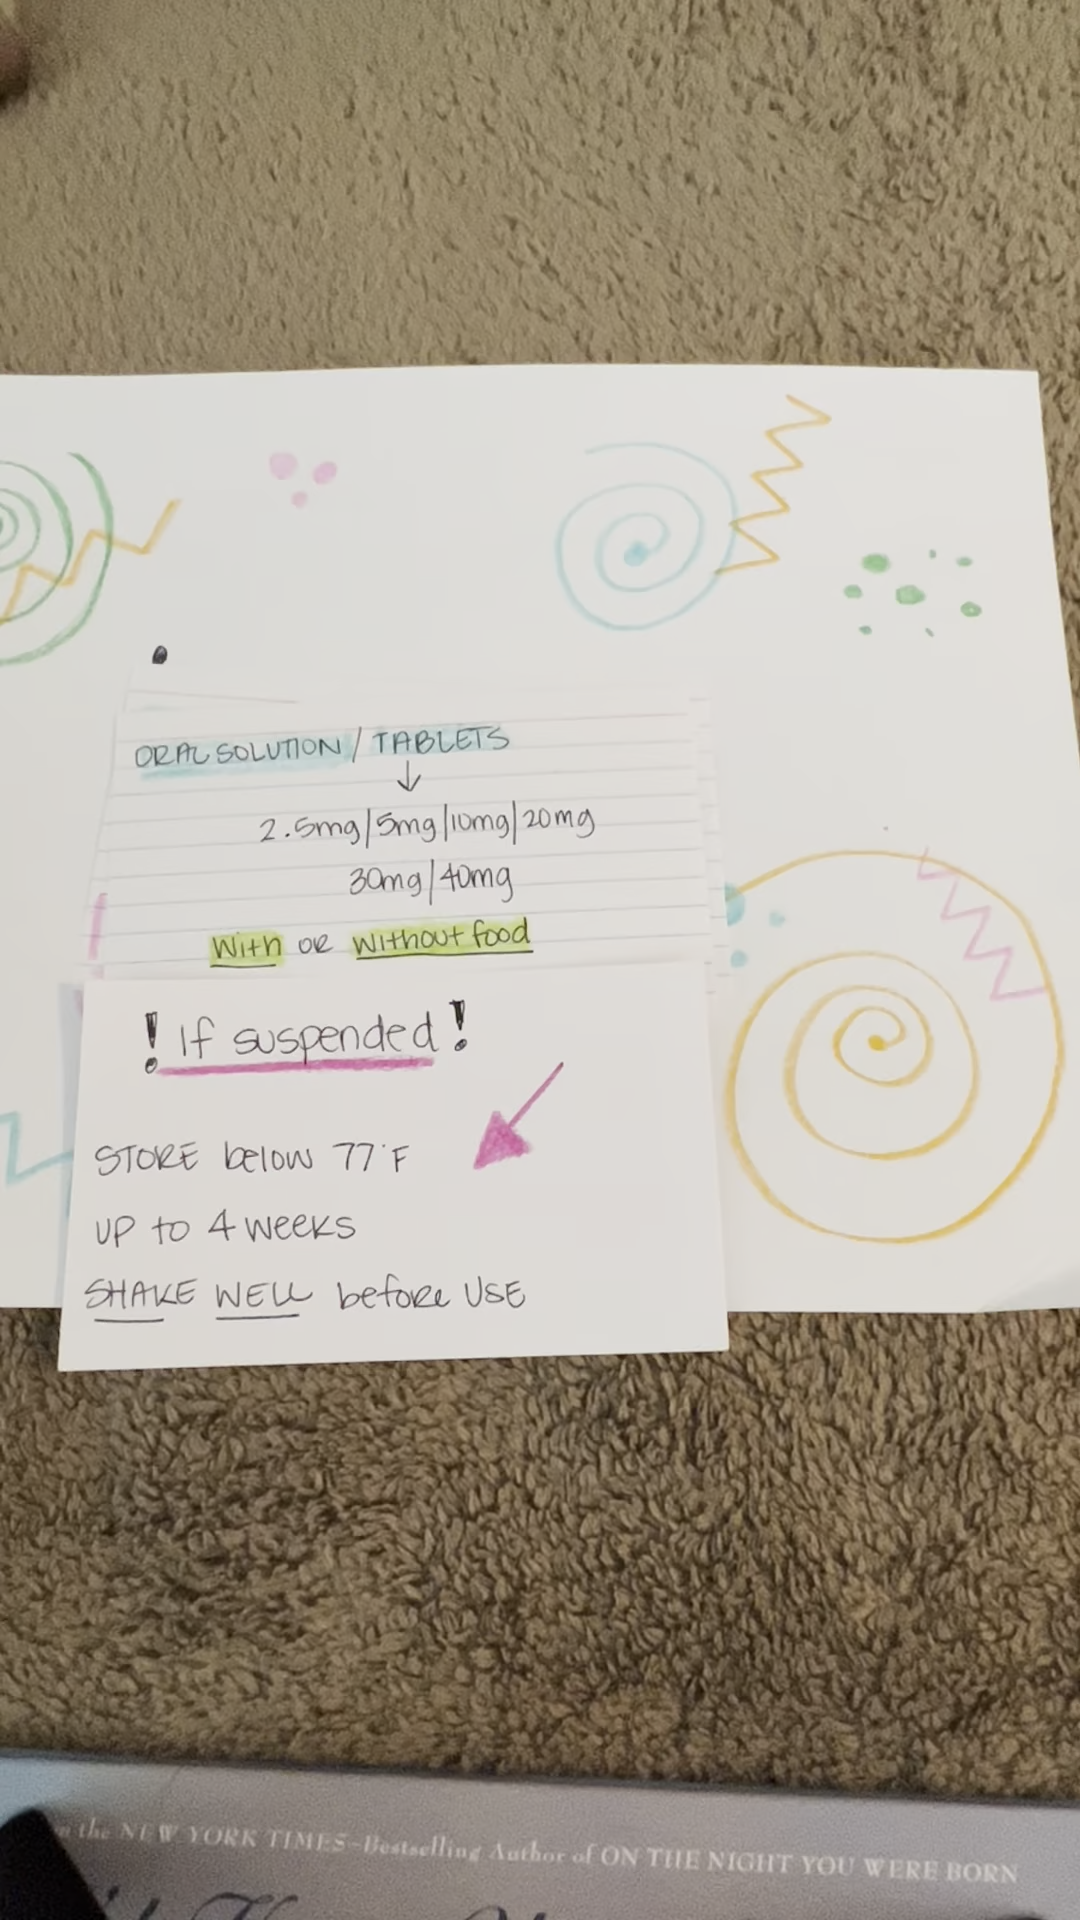 ORAL SOLUTION / TABLETS
↓
2.5mg|5mg|10mg|20mg
30mg|40mg
With OR Without food
! If suspended !
STORE below 77°F
UP to 4 weeks
SHAKE WELL before USE
the NEW YORK TIMES-Bestselling Author of ON THE NIGHT YOU WERE BORN